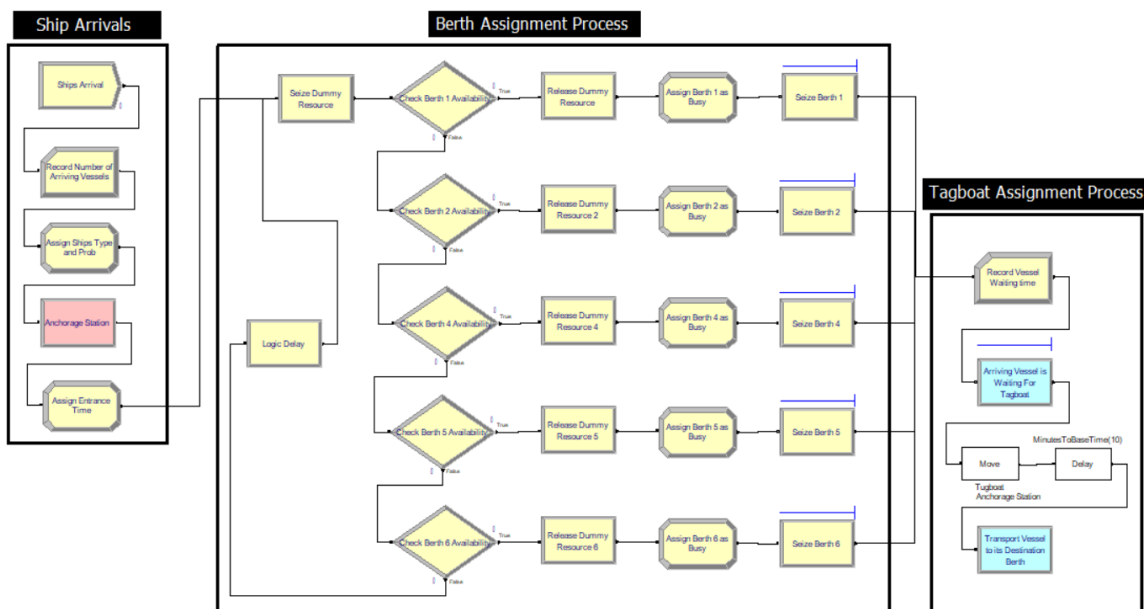 Ship Arrivals
Ships Arrival
Record Number of
Arriving Vessels
Assign Ships Type
and Prob
Anchorage Station
Assign Entrance
Time
Berth Assignment Process
Seize Dummy
Resource
Check Berth 1 Availability
True
False
Release Dummy
Resource
Assign Berth 1 as
Busy
Seize Berth 1
Check Berth 2 Availability
True
False
Release Dummy
Resource 2
Assign Berth 2 as
Busy
Seize Berth 2
Logic Delay
Check Berth 4 Availability
True
False
Release Dummy
Resource 4
Assign Berth 4 as
Busy
Seize Berth 4
Check Berth 5 Availability
True
False
Release Dummy
Resource 5
Assign Berth 5 as
Busy
Seize Berth 5
Check Berth 6 Availability
True
False
Release Dummy
Resource 6
Assign Berth 6 as
Busy
Seize Berth 6
Tagboat Assignment Process
Record Vessel
Waiting time
Arriving Vessel is
Waiting For
Tagboat
MinutesToBaseTime(10)
Move
Delay
Tugboat
Anchorage Station
Transport Vessel
to its Destination
Berth